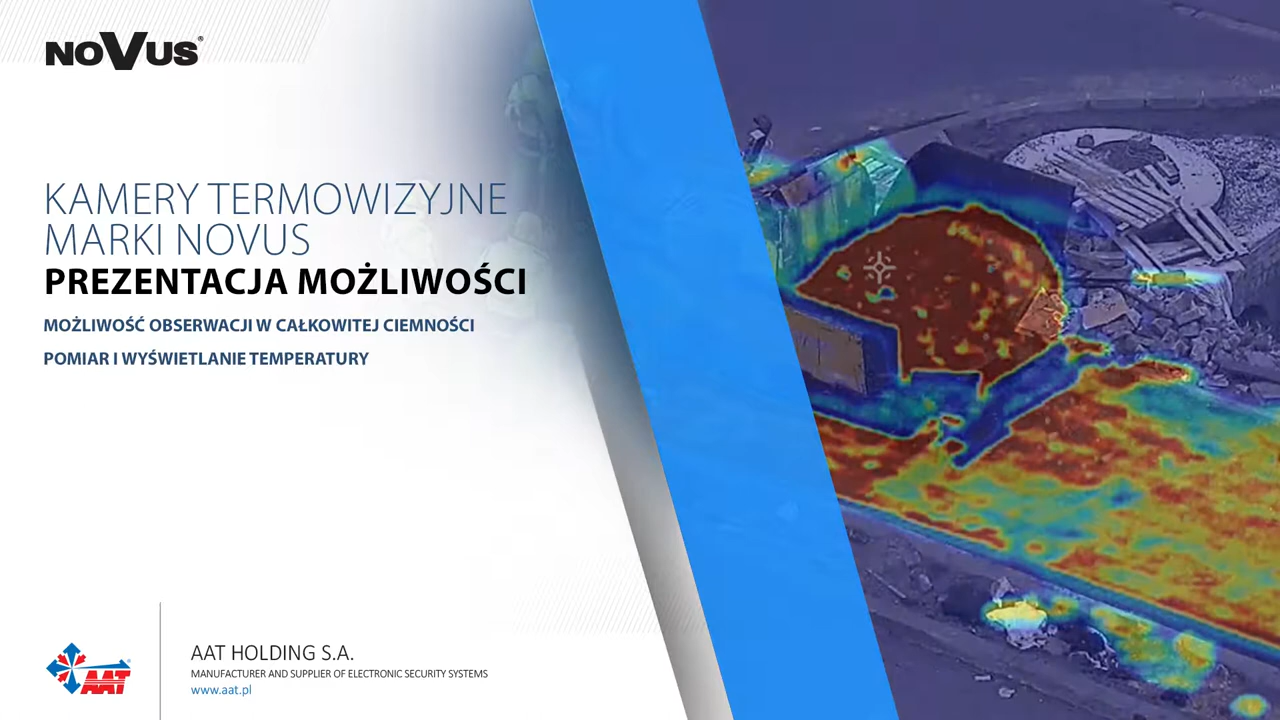 NOVUS®
KAMERY TERMOWIZYJNE
MARKI NOVUS
PREZENTACJA MOŻLIWOŚCI
MOŻLIWOŚĆ OBSERWACJI W CAŁKOWITEJ CIEMNOŚCI
POMIAR I WYŚWIETLANIE TEMPERATURY
AAT®
AAT HOLDING S.A.
MANUFACTURER AND SUPPLIER OF ELECTRONIC SECURITY SYSTEMS
www.aat.pl